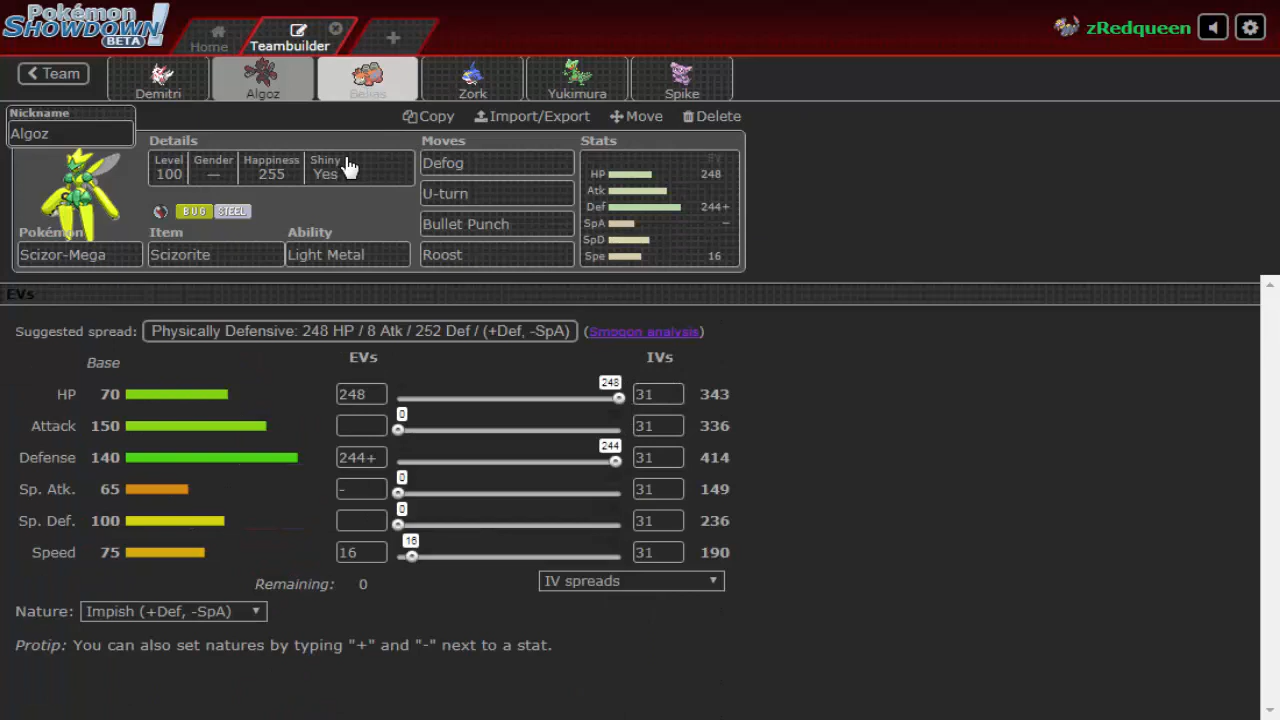 Pokémon
SHOWDOWN!
BETA
Home
Teambuilder
+
zRedqueen
Team
Demitri
Algoz
Bekas
Zork
Yukimura
Spike
Nickname
Algoz
Copy
Import/Export
Move
Delete
Details
Moves
Stats
Level
Gender
Happiness
Shiny
100
—
255
Yes
BUG
STEEL
Pokémon
Item
Ability
Scizor-Mega
Scizorite
Light Metal
Defog
U-turn
Bullet Punch
Roost
EV
HP 248
Atk
Def 244+
SpA –
SpD
Spe 16
EVs
Suggested spread: Physically Defensive: 248 HP / 8 Atk / 252 Def / (+Def, -SpA) (Smogon analysis)
Base EVs IVs
HP 70 248 248 31 343
Attack 150 0 31 336
Defense 140 244+ 244 31 414
Sp. Atk. 65 - 0 31 149
Sp. Def. 100 0 31 236
Speed 75 16 16 31 190
Remaining: 0 IV spreads
Nature: Impish (+Def, -SpA)
Protip: You can also set natures by typing "+" and "-" next to a stat.